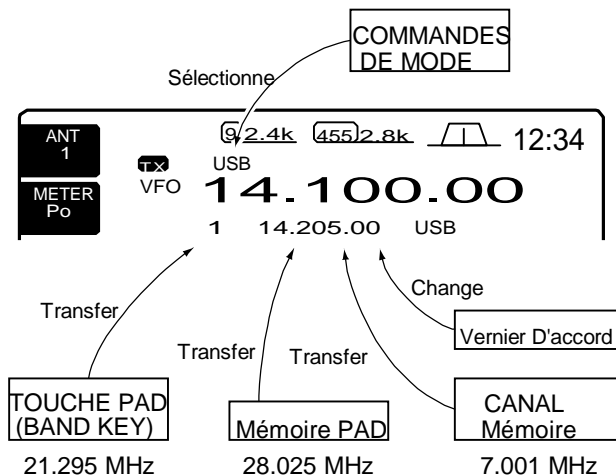 COMMANDES
DE MODE
Sélectionne
ANT
1
9 2.4k 455 2.8k 12:34
TX
USB
VFO
14.100.00
METER
Po
1 14.205.00 USB
Transfer
Change
Transfer
Transfer
Vernier D'accord
TOUCHE PAD
(BAND KEY)
Mémoire PAD
CANAL
Mémoire
21.295 MHz
28.025 MHz
7.001 MHz